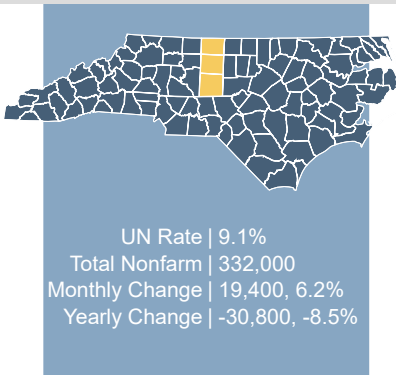 UN Rate | 9.1%
Total Nonfarm | 332,000
Monthly Change | 19,400, 6.2%
Yearly Change | -30,800, -8.5%